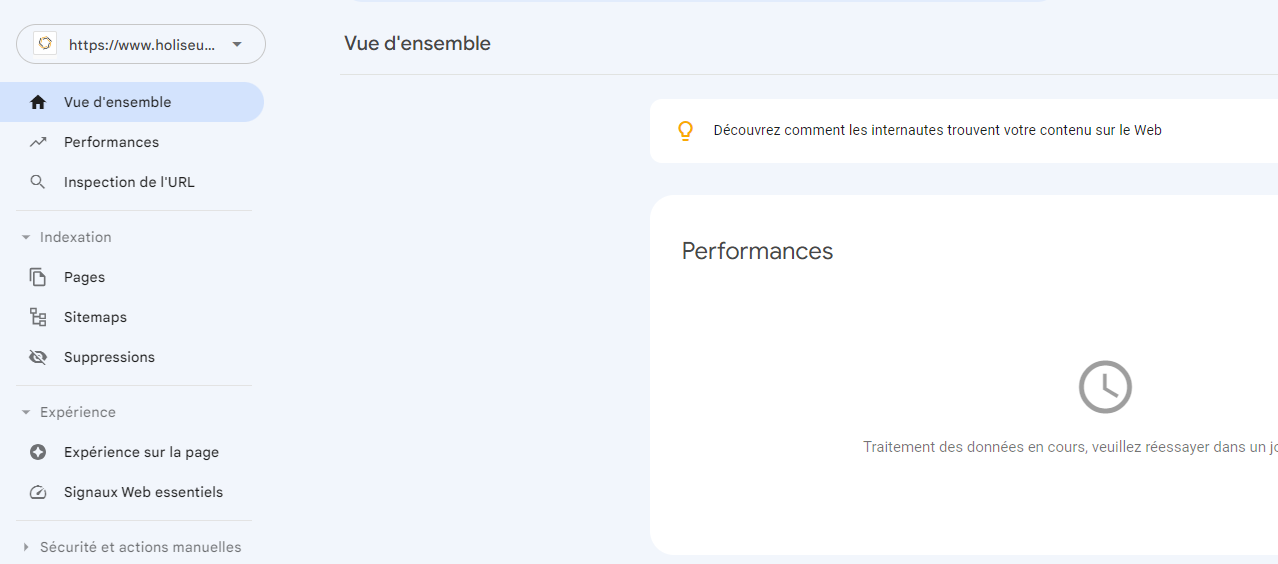 https://www.holiseu...
Vue d'ensemble
Performances
Inspection de l'URL
Indexation
Pages
Sitemaps
Suppressions
Expérience
Expérience sur la page
Signaux Web essentiels
Sécurité et actions manuelles
Vue d'ensemble
Découvrez comment les internautes trouvent votre contenu sur le Web
Performances
Traitement des données en cours, veuillez réessayer dans un